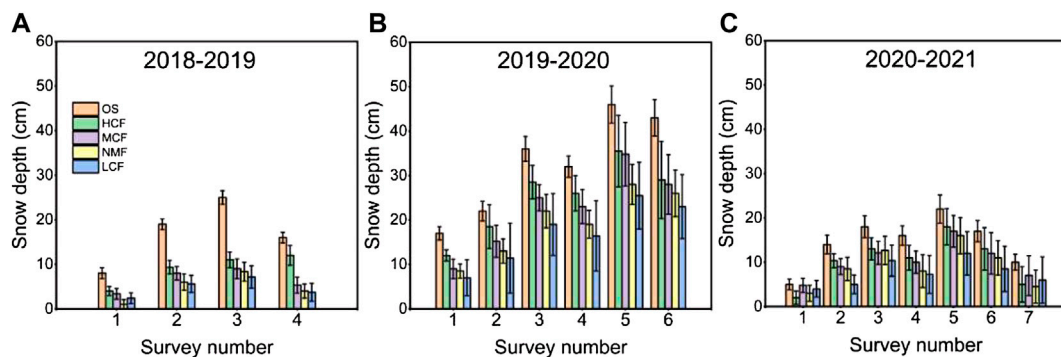 A
2018-2019
Snow depth (cm)
60
50
40
30
20
10
0
OS
HCF
MCF
NMF
LCF
1 2 3 4
Survey number
B
2019-2020
Snow depth (cm)
60
50
40
30
20
10
0
1 2 3 4 5 6
Survey number
C
2020-2021
Snow depth (cm)
60
50
40
30
20
10
0
1 2 3 4 5 6 7
Survey number